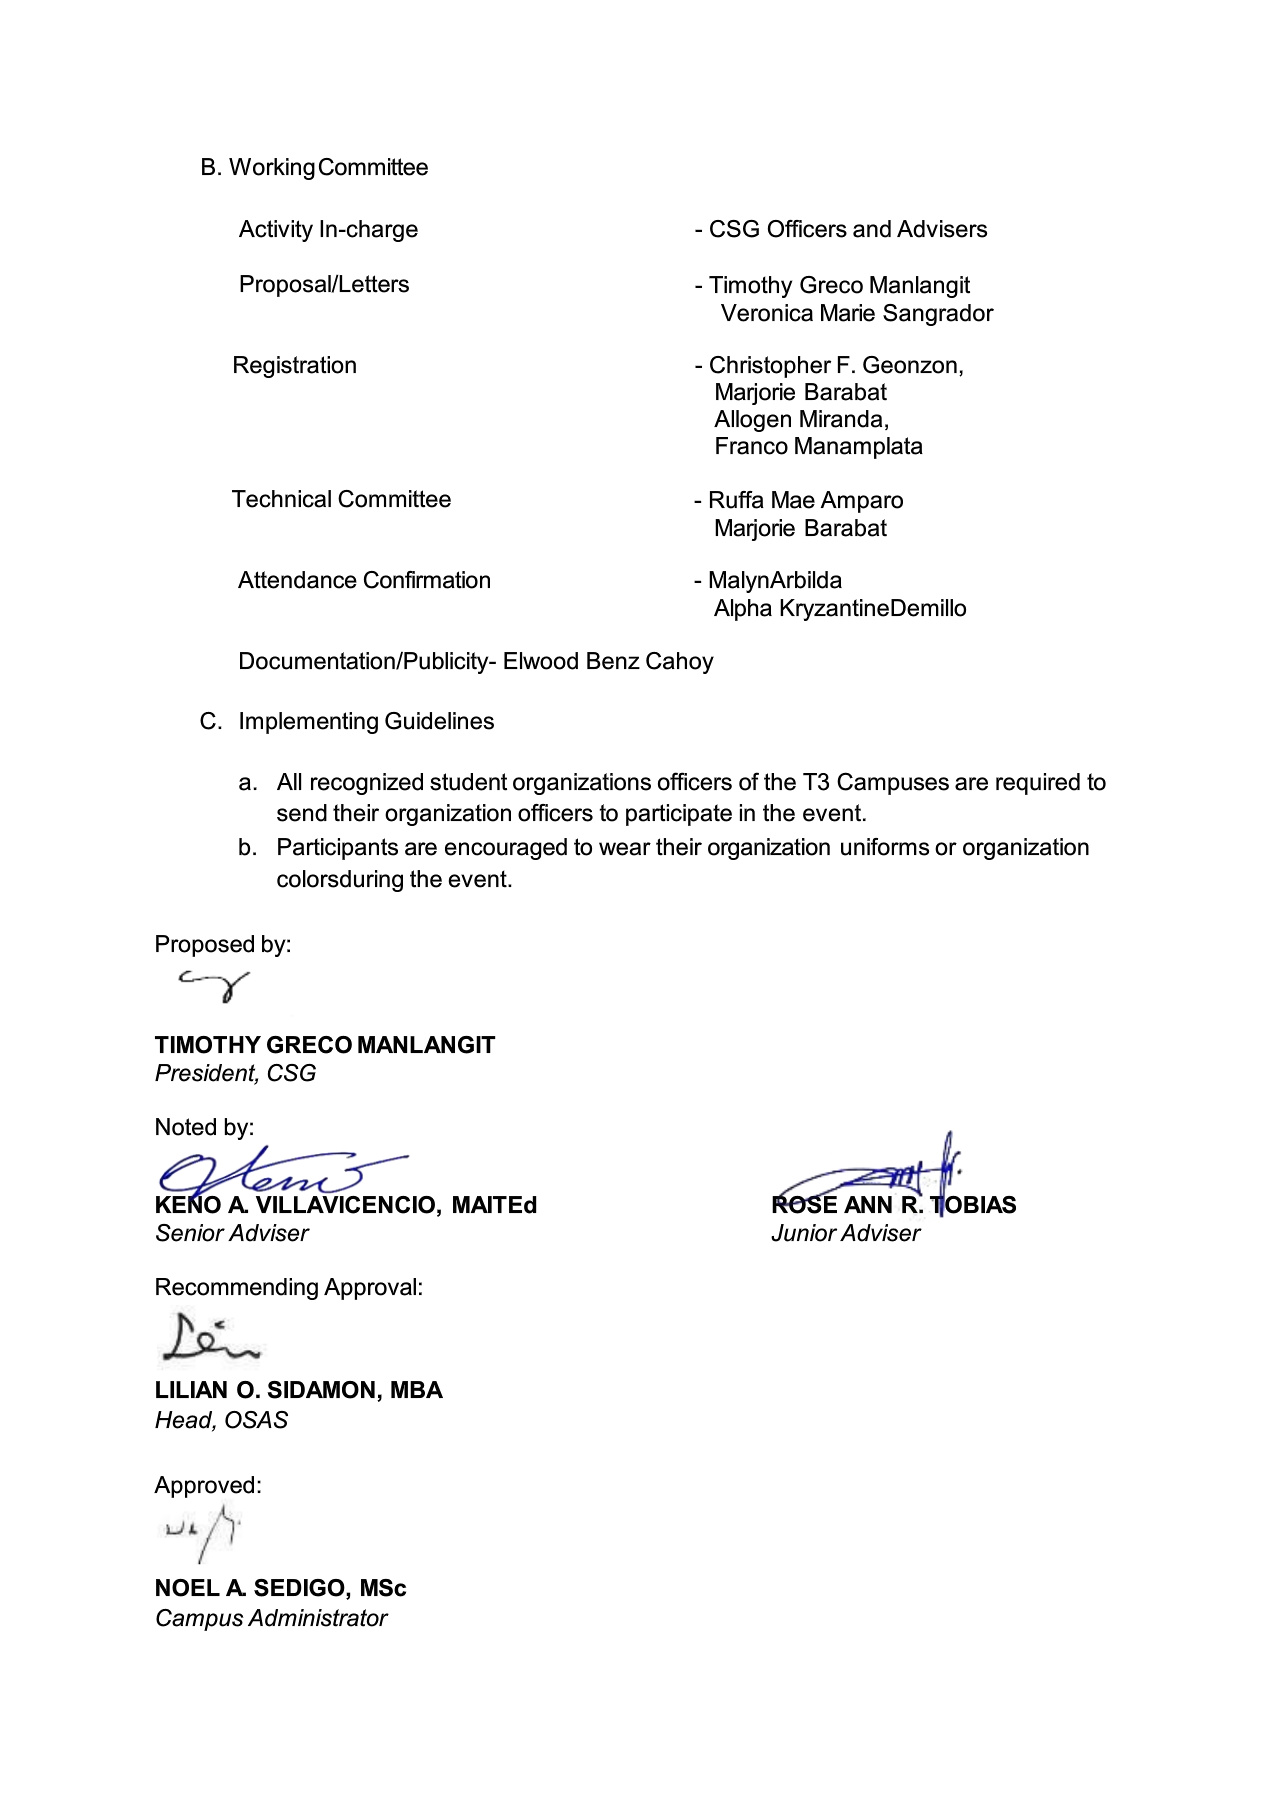 B. Working Committee
Activity In-charge - CSG Officers and Advisers
Proposal/Letters - Timothy Greco Manlangit
Veronica Marie Sangrador
Registration - Christopher F. Geonzon,
Marjorie Barabat
Allogen Miranda,
Franco Manamplata
Technical Committee - Ruffa Mae Amparo
Marjorie Barabat
Attendance Confirmation - MalynArbilda
Alpha KryzantineDemillo
Documentation/Publicity- Elwood Benz Cahoy
C. Implementing Guidelines
a. All recognized student organizations officers of the T3 Campuses are required to
send their organization officers to participate in the event.
b. Participants are encouraged to wear their organization uniforms or organization
colorsduring the event.
Proposed by:
TIMOTHY GRECO MANLANGIT
President, CSG
Noted by:
KENO A. VILLAVICENCIO, MAITEd ROSE ANN R. TOBIAS
Senior Adviser Junior Adviser
Recommending Approval:
LILIAN O. SIDAMON, MBA
Head, OSAS
Approved:
NOEL A. SEDIGO, MSc
Campus Administrator